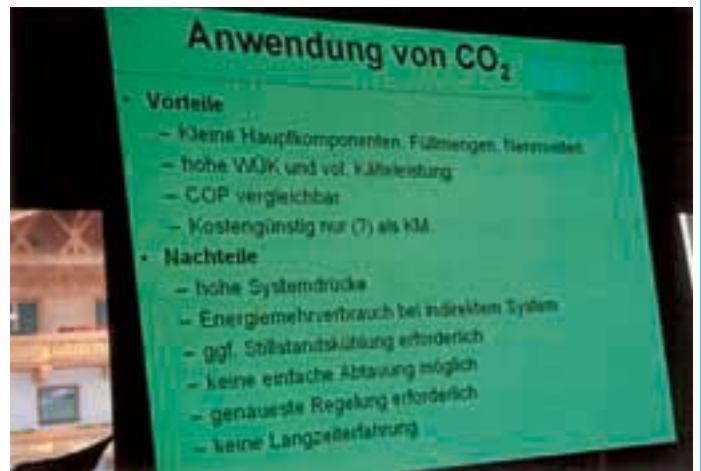 Anwendung von CO₂
• Vorteile
– Kleine Hauptkomponenten, Füllmengen, Nennweiten
– hohe WÜK und vol. Kälteleistung
– COP vergleichbar
– Kostengünstig nur (?) als KM.
• Nachteile
– hohe Systemdrücke
– Energiemehrverbrauch bei indirektem System
– ggf. Stillstandskühlung erforderlich
– keine einfache Abtauung möglich
– genaueste Regelung erforderlich
– keine Langzeiterfahrung